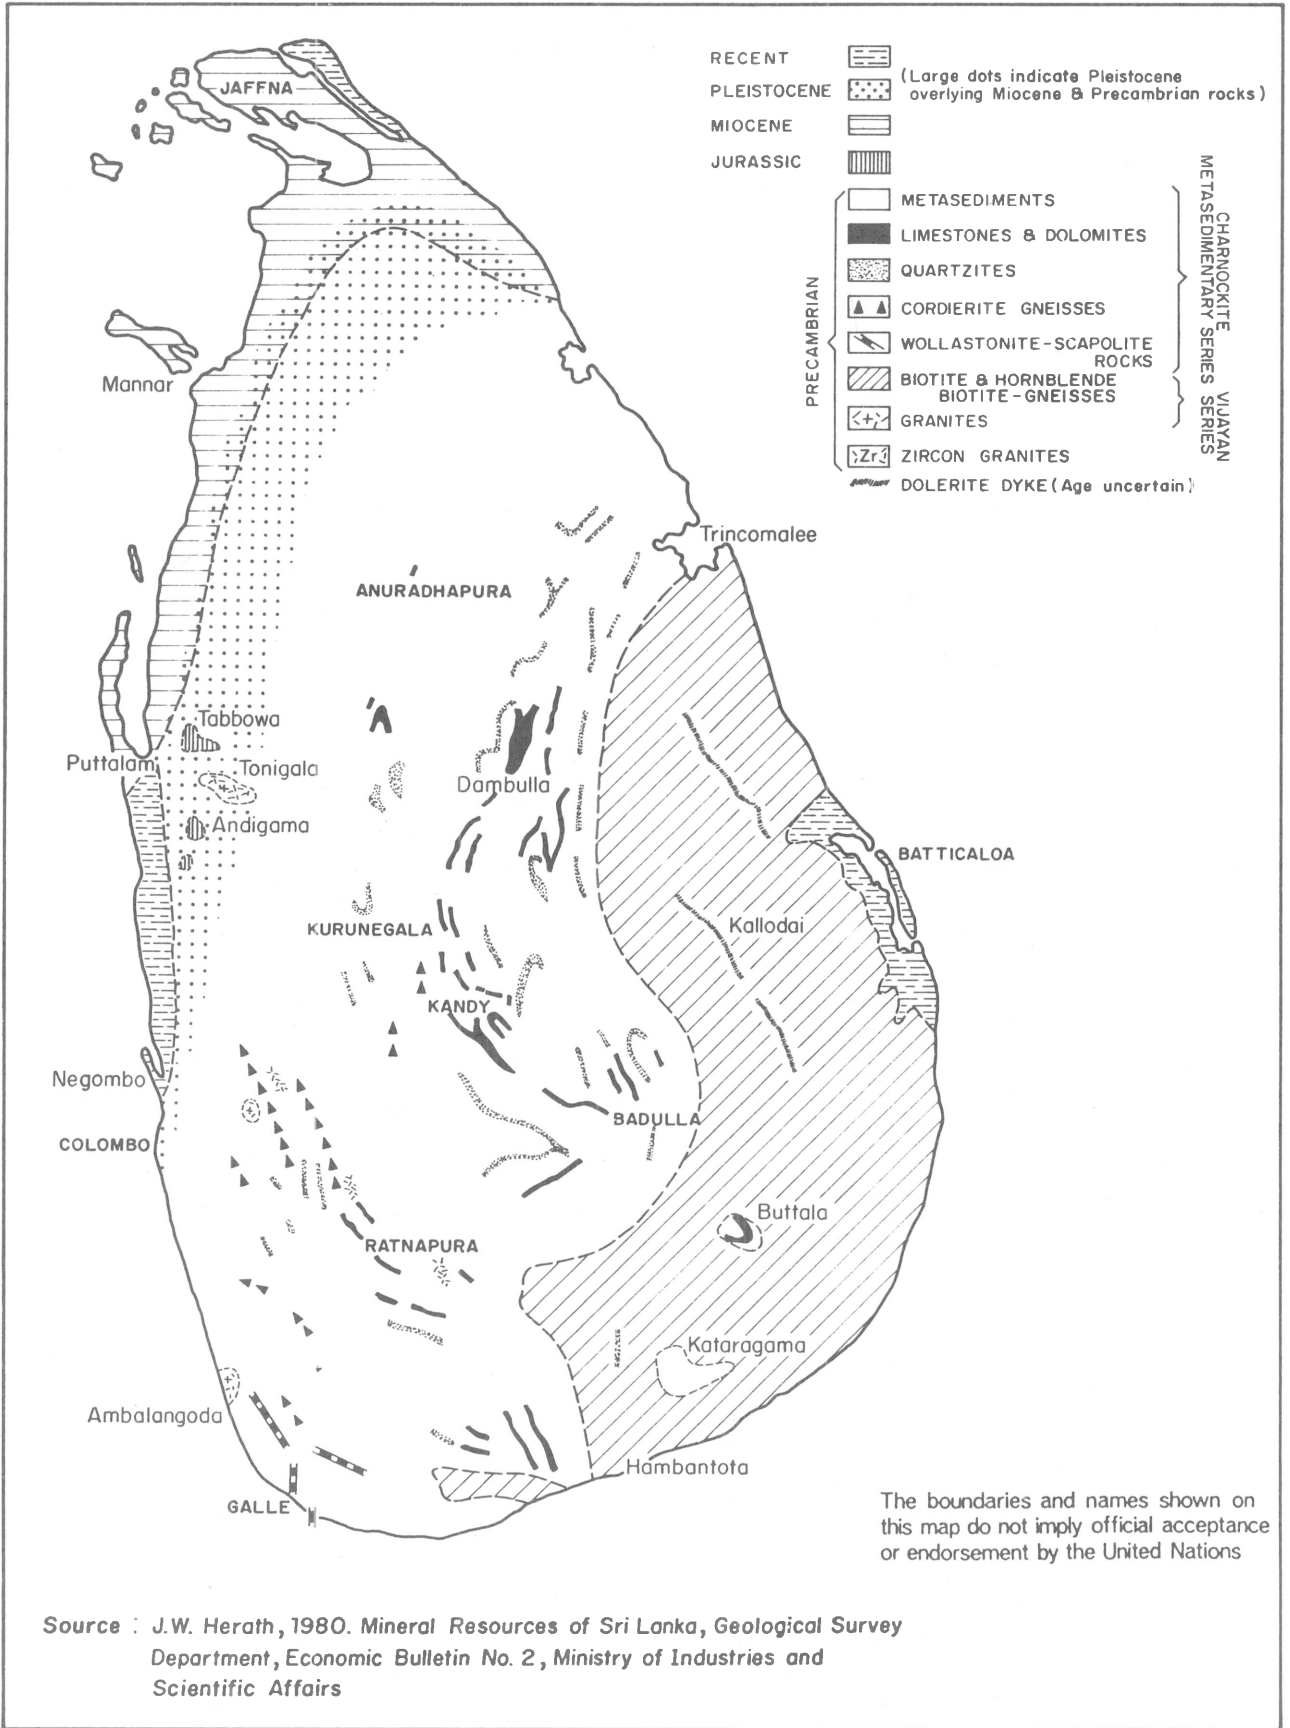 RECENT
PLEISTOCENE
(Large dots indicate Pleistocene
overlying Miocene & Precambrian rocks)
MIOCENE
JURASSIC
PRECAMBRIAN
METASEDIMENTS
LIMESTONES & DOLOMITES
QUARTZITES
CORDIERITE GNEISSES
WOLLASTONITE-SCAPOLITE
ROCKS
BIOTITE & HORNBLENDE
BIOTITE-GNEISSES
+
GRANITES
Zr
ZIRCON GRANITES
DOLERITE DYKE (Age uncertain)
CHARNOCKITE
METASEDIMENTARY SERIES
VIJAYAN
SERIES
JAFFNA
Mannar
Trincomalee
ANURADHAPURA
Tabbowa
Puttalam
Tonigala
+
Dambulla
Andigama
BATTICALOA
KURUNEGALA
Kallodai
KANDY
Negombo
+
BADULLA
COLOMBO
Buttala
RATNAPURA
Kataragama
+
Ambalangoda
Hambantota
GALLE
The boundaries and names shown on
this map do not imply official acceptance
or endorsement by the United Nations
Source : J.W. Herath, 1980. Mineral Resources of Sri Lanka, Geological Survey
Department, Economic Bulletin No. 2, Ministry of Industries and
Scientific Affairs